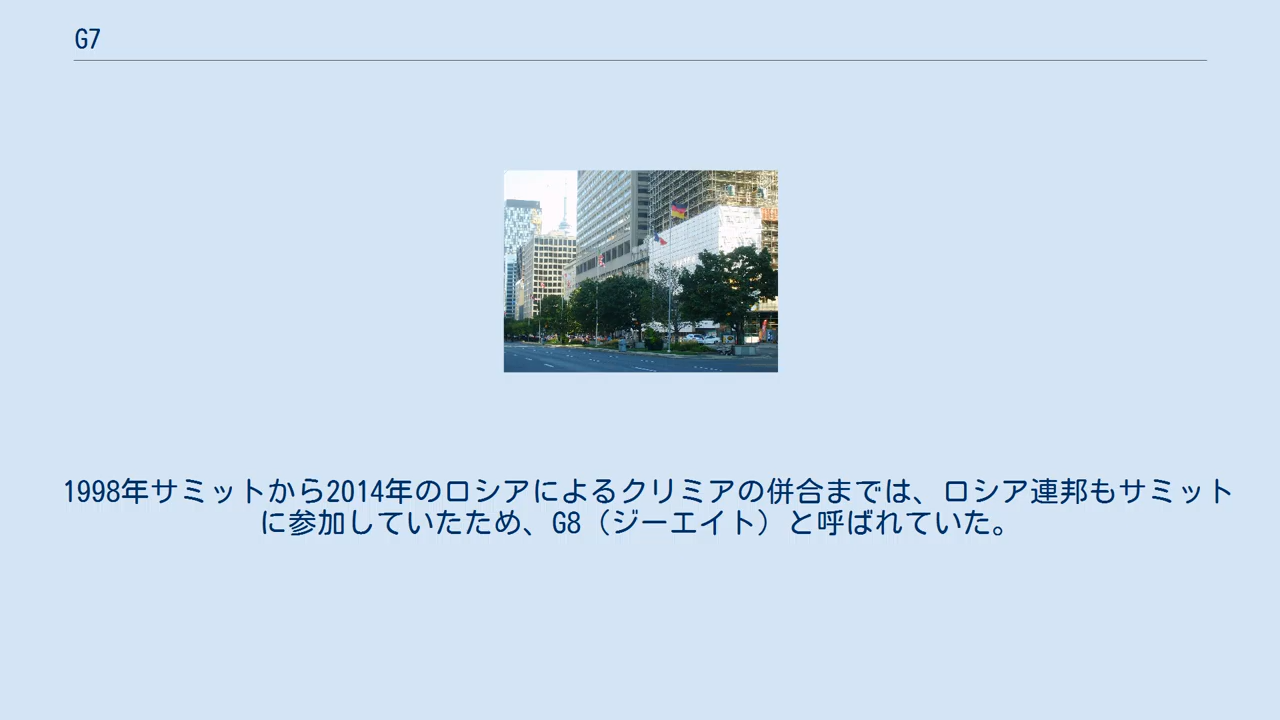 G7
1998年サミットから2014年のロシアによるクリミアの併合までは、ロシア連邦もサミット
に参加していたため、G8（ジーエイト）と呼ばれていた。